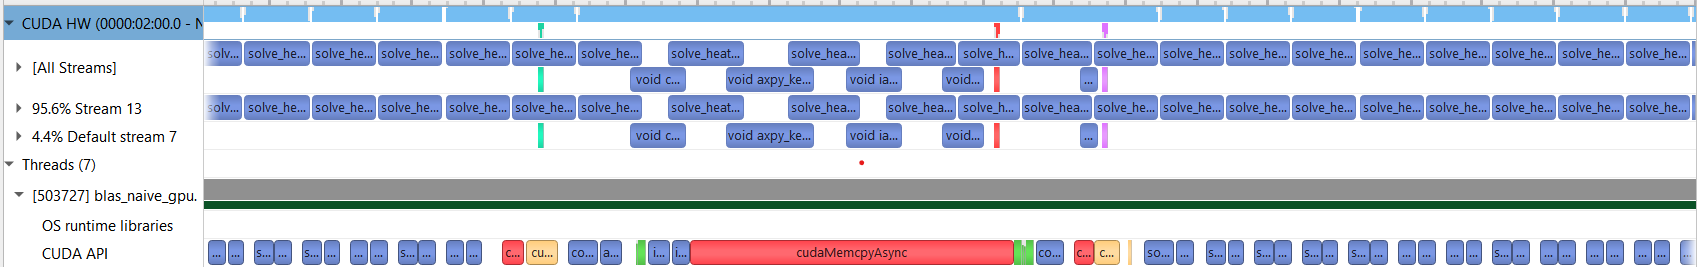 CUDA HW (0000:02:00.0 - N
[All Streams]
solv... solve_he... solve_he... solve_he... solve_he... solve_he... solve_he... solve_heat... solve_hea... solve_hea... solve_h... solve_hea... solve_he... solve_he... solve_he... solve_he... solve_he... solve_he... solve_he... solve_he... solve_he...
void c... void axpy_ke... void ia... void... ...
95.6% Stream 13
solv... solve_he... solve_he... solve_he... solve_he... solve_he... solve_he... solve_heat... solve_hea... solve_hea... solve_h... solve_hea... solve_he... solve_he... solve_he... solve_he... solve_he... solve_he... solve_he... solve_he... solve_he...
4.4% Default stream 7
void c... void axpy_ke... void ia... void... ...
Threads (7)
[503727] blas_naive_gpu.
OS runtime libraries
CUDA API
... ... s... ... s... ... ... ... s... ... ... ... c... cu... co... a... i... i... cudaMemcpyAsync co... c... c... so... ... s... ... s... ... s... ... s... ... ... ... ... ... s... ... ... ... ... ... ... ...